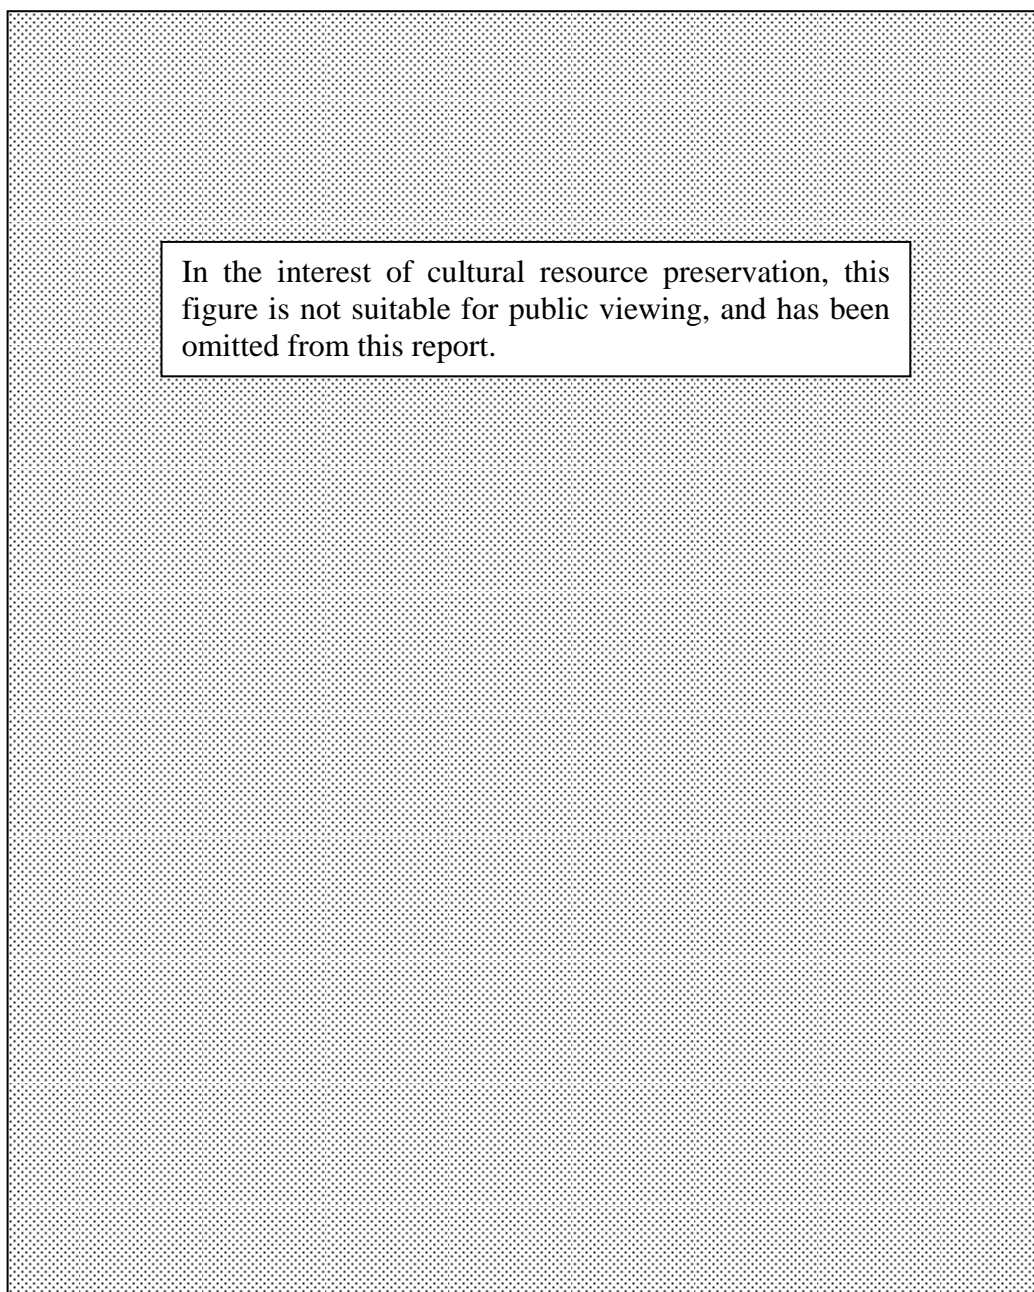 In the interest of cultural resource preservation, this
figure is not suitable for public viewing, and has been
omitted from this report.